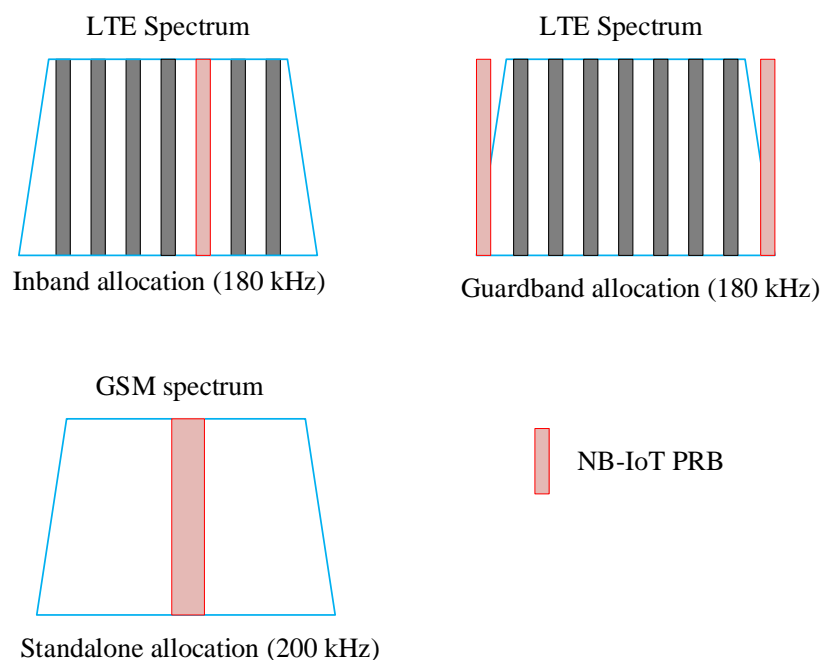 LTE Spectrum
LTE Spectrum
Inband allocation (180 kHz)
Guardband allocation (180 kHz)
GSM spectrum
NB-IoT PRB
Standalone allocation (200 kHz)